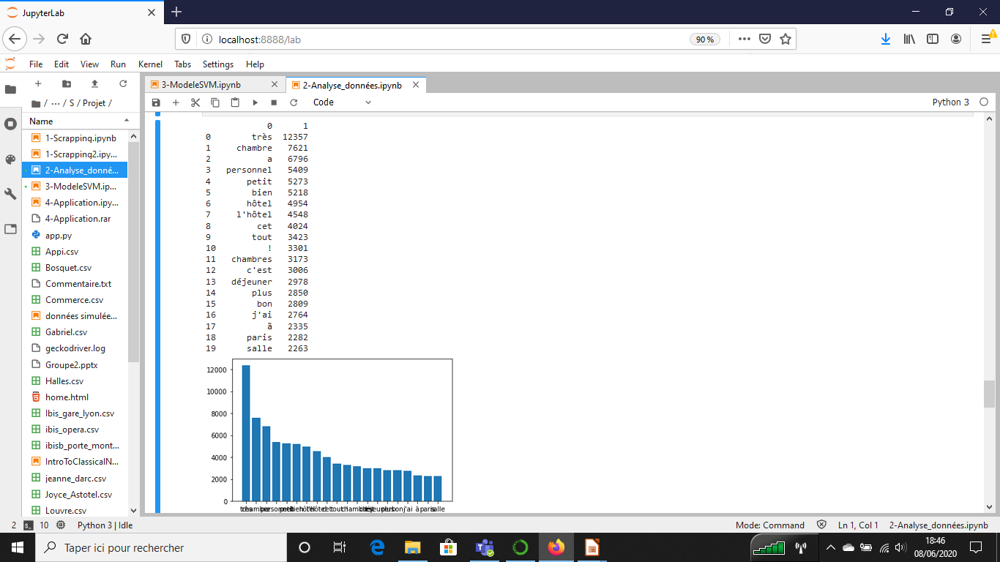 JupyterLab
localhost:8888/lab
90 %
File Edit View Run Kernel Tabs Settings Help
3-ModeleSVM.ipynb
2-Analyse_données.ipynb
/ ··· / S / Projet /
Code
Python 3
Name
1-Scrapping.ipynb
1-Scrapping2.ipy...
2-Analyse_donné...
3-ModeleSVM.ip...
4-Application.ipy...
4-Application.rar
app.py
Appi.csv
Bosquet.csv
Commentaire.txt
Commerce.csv
données simulée...
Gabriel.csv
geckodriver.log
Groupe2.pptx
Halles.csv
home.html
Ibis_gare_lyon.csv
ibis_opera.csv
ibisb_porte_mont...
IntroToClassicalN...
jeanne_darc.csv
Joyce_Astotel.csv
Louvre.csv
0 1
0 très 12357
1 chambre 7621
2 a 6796
3 personnel 5409
4 petit 5273
5 bien 5218
6 hôtel 4954
7 l'hôtel 4548
8 cet 4024
9 tout 3423
10 ! 3301
11 chambres 3173
12 c'est 3006
13 déjeuner 2978
14 plus 2850
15 bon 2809
16 j'ai 2764
17 ã 2335
18 paris 2282
19 salle 2263
12000
10000
8000
6000
4000
2000
0
j'ai ã paris salle
2 10 Python 3 | Idle
Mode: Command Ln 1, Col 1 2-Analyse_données.ipynb
Taper ici pour rechercher
18:46
08/06/2020